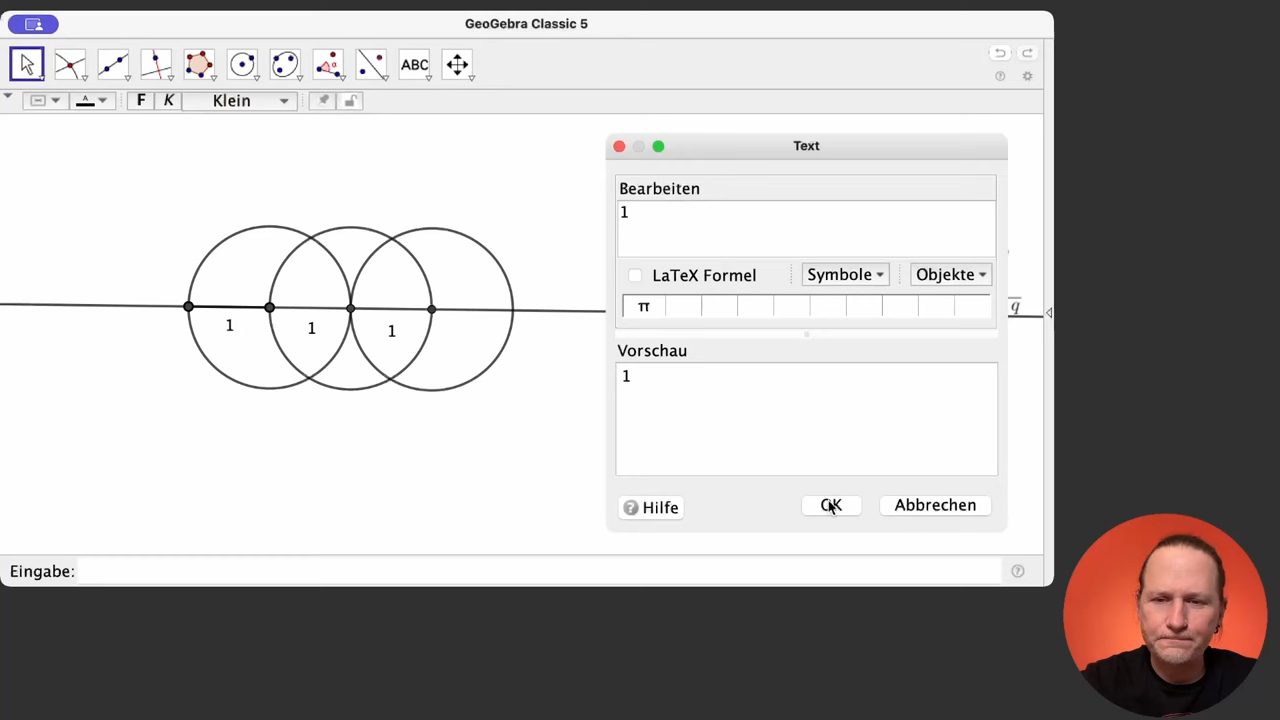 GeoGebra Classic 5
ABC
α
F K Klein
Text
Bearbeiten
1
LaTeX Formel Symbole Objekte
π
Vorschau
1
Hilfe OK Abbrechen
1 1 1
q
Eingabe: